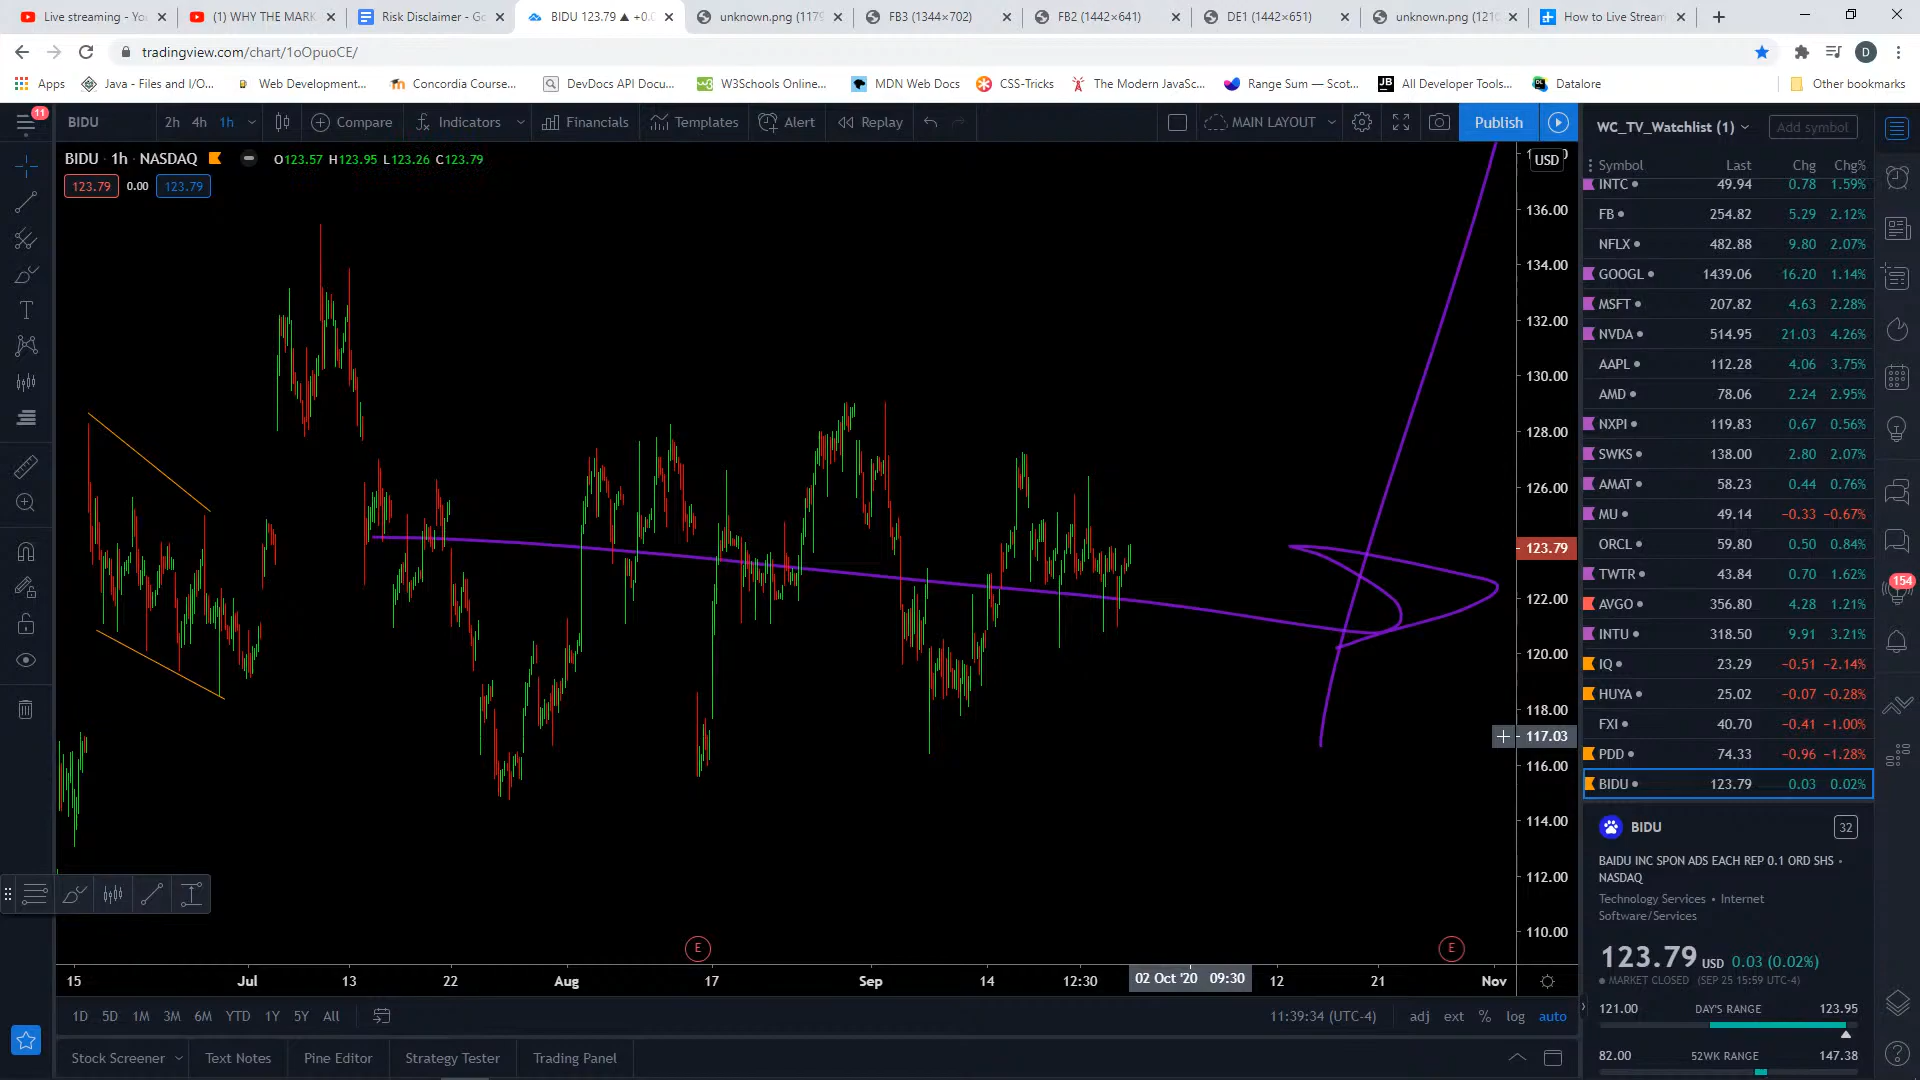 Live streaming - You
(1) WHY THE MARK
Risk Disclaimer - Go
BIDU 123.79 ▲ +0.0
unknown.png (1179
FB3 (1344×702)
FB2 (1442×641)
DE1 (1442×651)
unknown.png (1210
How to Live Stream
tradingview.com/chart/1oOpuoCE/
D
Apps
Java - Files and I/O...
Web Development...
Concordia Course...
DevDocs API Docu...
W3Schools Online...
MDN Web Docs
CSS-Tricks
The Modern JavaSc...
Range Sum — Scot...
All Developer Tools...
Datalore
Other bookmarks
11
BIDU
2h 4h 1h
Compare
Indicators
Financials
Templates
Alert
Replay
MAIN LAYOUT
Publish
WC_TV_Watchlist (1)
Add symbol
BIDU · 1h · NASDAQ
O123.57 H123.95 L123.26 C123.79
123.79 0.00 123.79
USD
136.00
134.00
132.00
130.00
128.00
126.00
123.79
122.00
120.00
118.00
117.03
116.00
114.00
112.00
110.00
E
E
15 Jul 13 22 Aug 17 Sep 14 12:30 02 Oct '20 09:30 12 21 Nov
Symbol Last Chg Chg%
INTC 49.94 0.78 1.59%
FB 254.82 5.29 2.12%
NFLX 482.88 9.80 2.07%
GOOGL 1439.06 16.20 1.14%
MSFT 207.82 4.63 2.28%
NVDA 514.95 21.03 4.26%
AAPL 112.28 4.06 3.75%
AMD 78.06 2.24 2.95%
NXPI 119.83 0.67 0.56%
SWKS 138.00 2.80 2.07%
AMAT 58.23 0.44 0.76%
MU 49.14 −0.33 −0.67%
ORCL 59.80 0.50 0.84%
TWTR 43.84 0.70 1.62%
AVGO 356.80 4.28 1.21%
INTU 318.50 9.91 3.21%
IQ 23.29 −0.51 −2.14%
HUYA 25.02 −0.07 −0.28%
FXI 40.70 −0.41 −1.00%
PDD 74.33 −0.96 −1.28%
BIDU 123.79 0.03 0.02%
154
BIDU
32
BAIDU INC SPON ADS EACH REP 0.1 ORD SHS •
NASDAQ
Technology Services • Internet
Software/Services
123.79 USD 0.03 (0.02%)
MARKET CLOSED (SEP 25 15:59 UTC-4)
121.00 DAY'S RANGE 123.95
82.00 52WK RANGE 147.38
1D 5D 1M 3M 6M YTD 1Y 5Y All
11:39:34 (UTC-4)
adj ext % log auto
Stock Screener
Text Notes
Pine Editor
Strategy Tester
Trading Panel